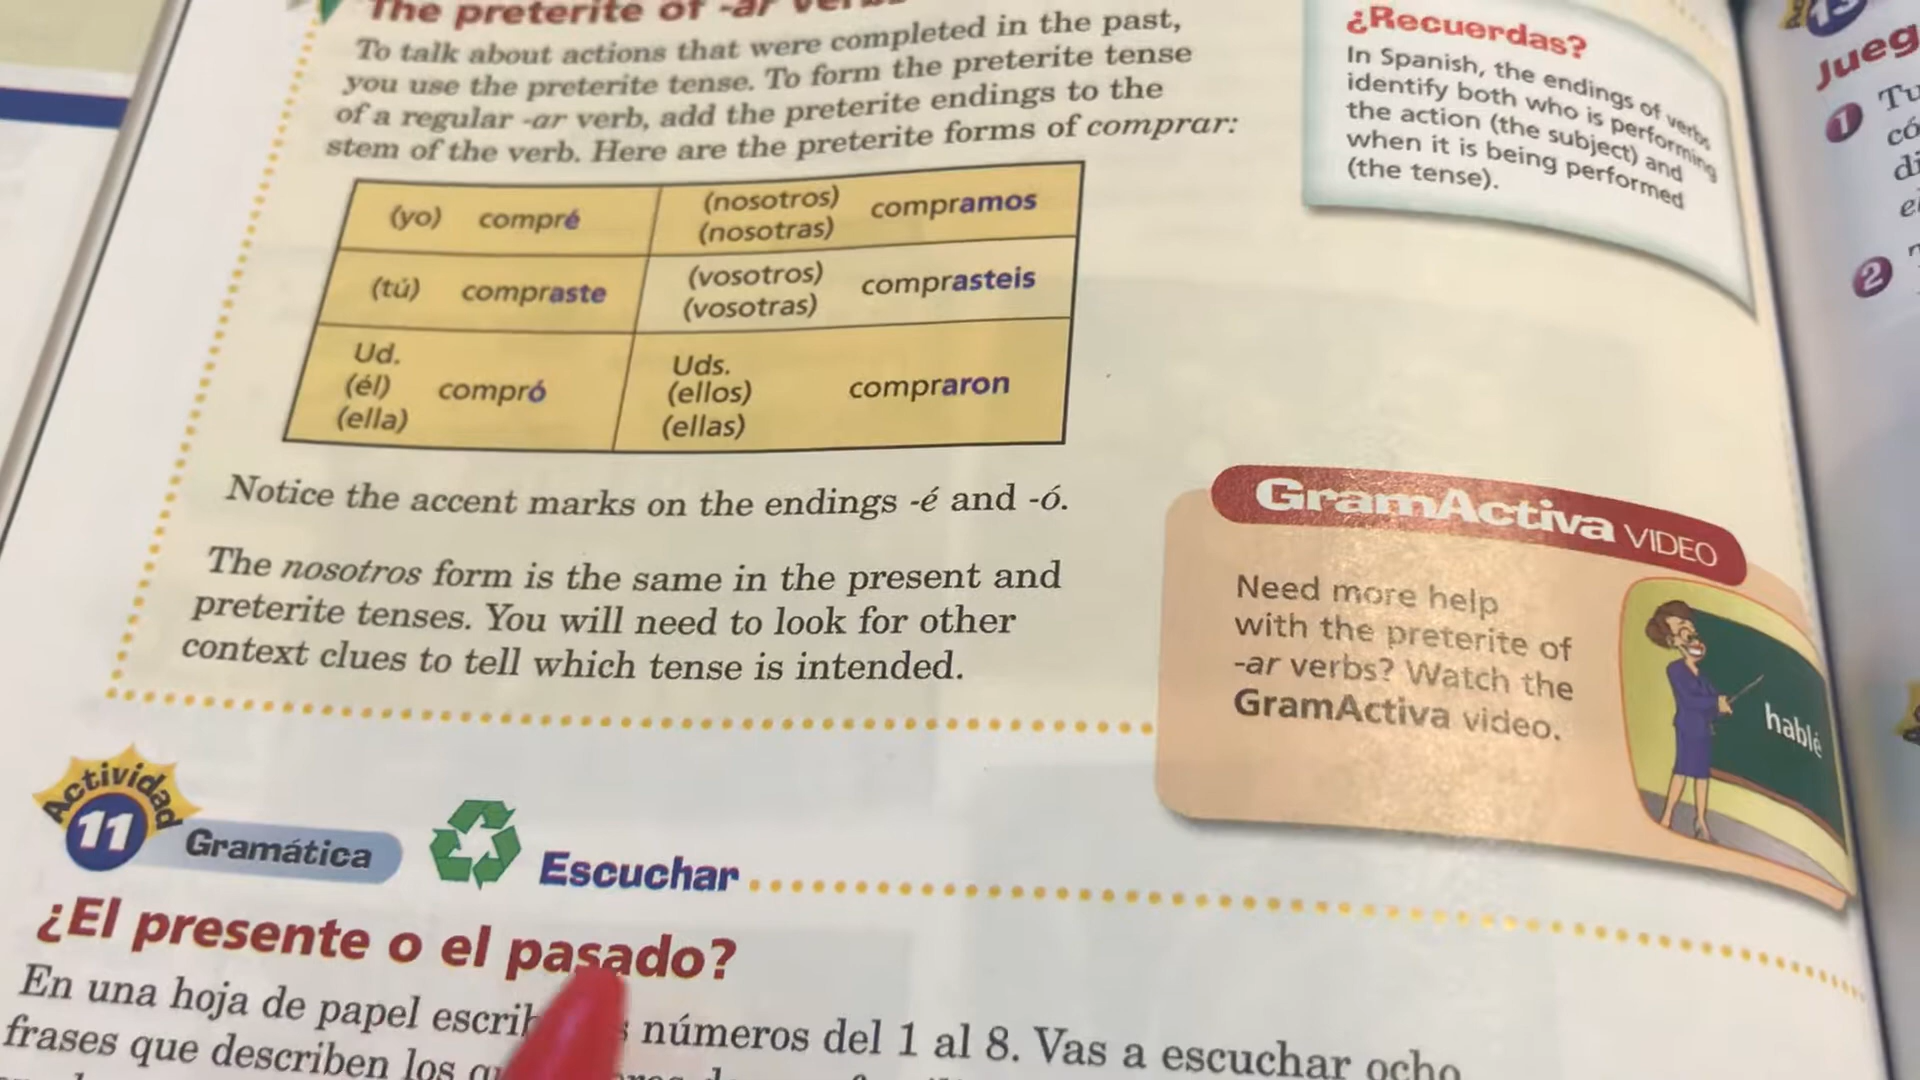 The preterite of -ar
To talk about actions that were completed in the past,
you use the preterite tense. To form the preterite tense
of a regular -ar verb, add the preterite endings to the
stem of the verb. Here are the preterite forms of comprar:
(yo) compré
(nosotros)
(nosotras) compramos
(tú) compraste
(vosotros)
(vosotras) comprasteis
Ud.
(él) compró
(ella)
Uds.
(ellos) compraron
(ellas)
Notice the accent marks on the endings -é and -ó.
The nosotros form is the same in the present and
preterite tenses. You will need to look for other
context clues to tell which tense is intended.
¿Recuerdas?
In Spanish, the endings of verbs
identify both who is performing
the action (the subject) and
when it is being performed
(the tense).
GramActiva VIDEO
Need more help
with the preterite of
-ar verbs? Watch the
GramActiva video.
hablé
Actividad
11
Gramática
Escuchar
¿El presente o el pasado?
En una hoja de papel números del 1 al 8. Vas a escuchar ocho
frases que describen los
1
Tu
2